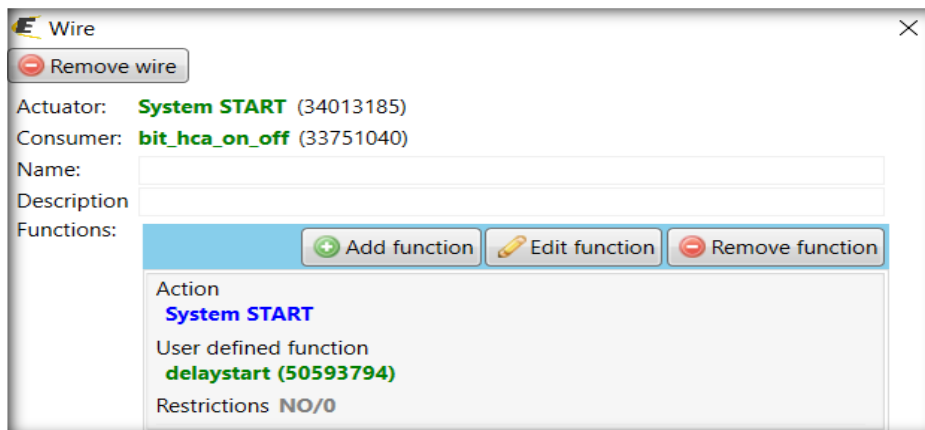 Wire
Remove wire
Actuator: System START (34013185)
Consumer: bit_hca_on_off (33751040)
Name:
Description
Functions:
Add function Edit function Remove function
Action
System START
User defined function
delaystart (50593794)
Restrictions NO/0